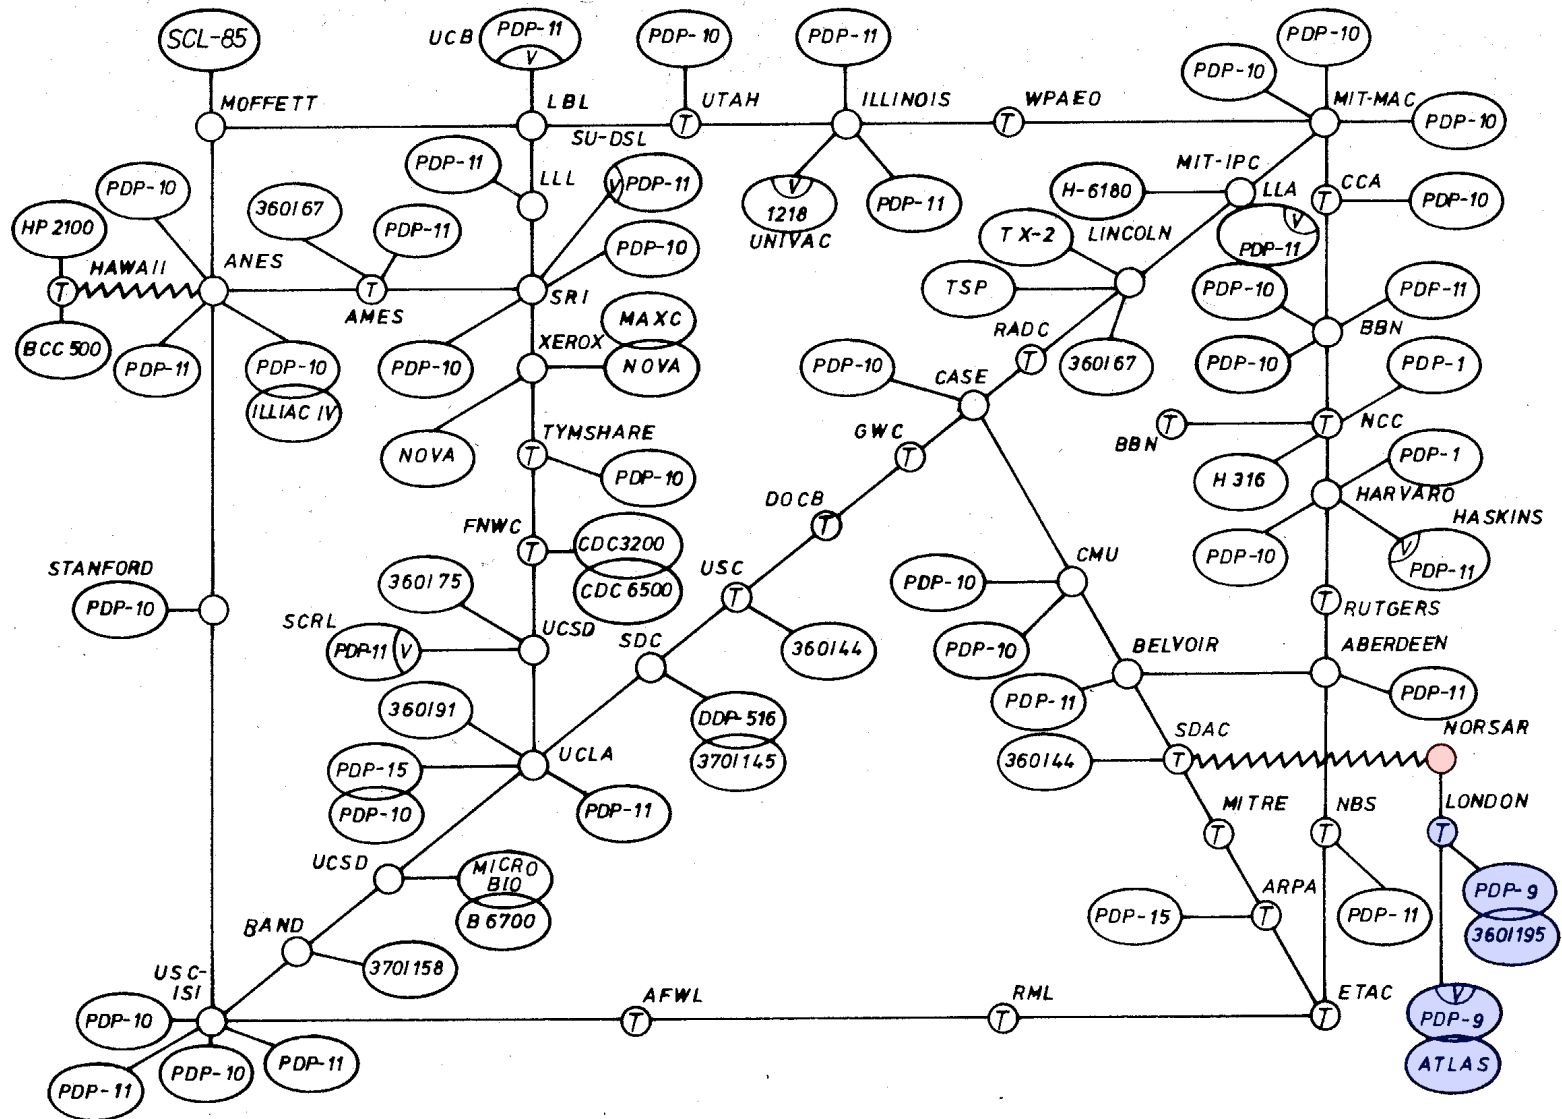 SCL-85
UCB
PDP-11
V
PDP-10
PDP-11
PDP-10
PDP-10
MOFFETT
LBL
UTAH
ILLINOIS
WPAEO
MIT-MAC
T
T
PDP-10
SU-DSL
PDP-11
LLL
V
PDP-11
MIT-IPC
H-6180
LLA
CCA
PDP-10
360/67
V
1218
UNIVAC
PDP-11
T
PDP-10
HP 2100
PDP-11
PDP-10
TX-2
LINCOLN
V
PDP-11
HAWAII
ANES
T
T
AMES
SRI
TSP
PDP-10
PDP-11
BCC 500
PDP-11
PDP-10
ILLIAC IV
PDP-10
XEROX
MAXC
NOVA
RADC
T
360/67
PDP-10
BBN
PDP-10
CASE
PDP-1
NOVA
TYMSHARE
T
PDP-10
GWC
T
BBN
T
T
NCC
H 316
PDP-1
DOCB
T
HARVARO
HASKINS
FNWC
T
CDC3200
CDC 6500
PDP-10
V
PDP-11
STANFORD
PDP-10
360/75
USC
T
PDP-10
CMU
T
RUTGERS
SCRL
PDP-11
V
UCSD
SDC
360/44
PDP-10
BELVOIR
ABERDEEN
360/91
DDP-516
370/145
PDP-11
PDP-11
SDAC
NORSAR
PDP-15
PDP-10
UCLA
PDP-11
360/44
T
MITRE
T
NBS
T
LONDON
T
UCSD
MICRO
BIO
B 6700
ARPA
PDP-15
T
PDP-11
PDP-9
360/195
BAND
370/158
USC-
ISI
PDP-10
AFWL
T
RML
T
ETAC
T
V
PDP-9
ATLAS
PDP-11
PDP-10
PDP-11